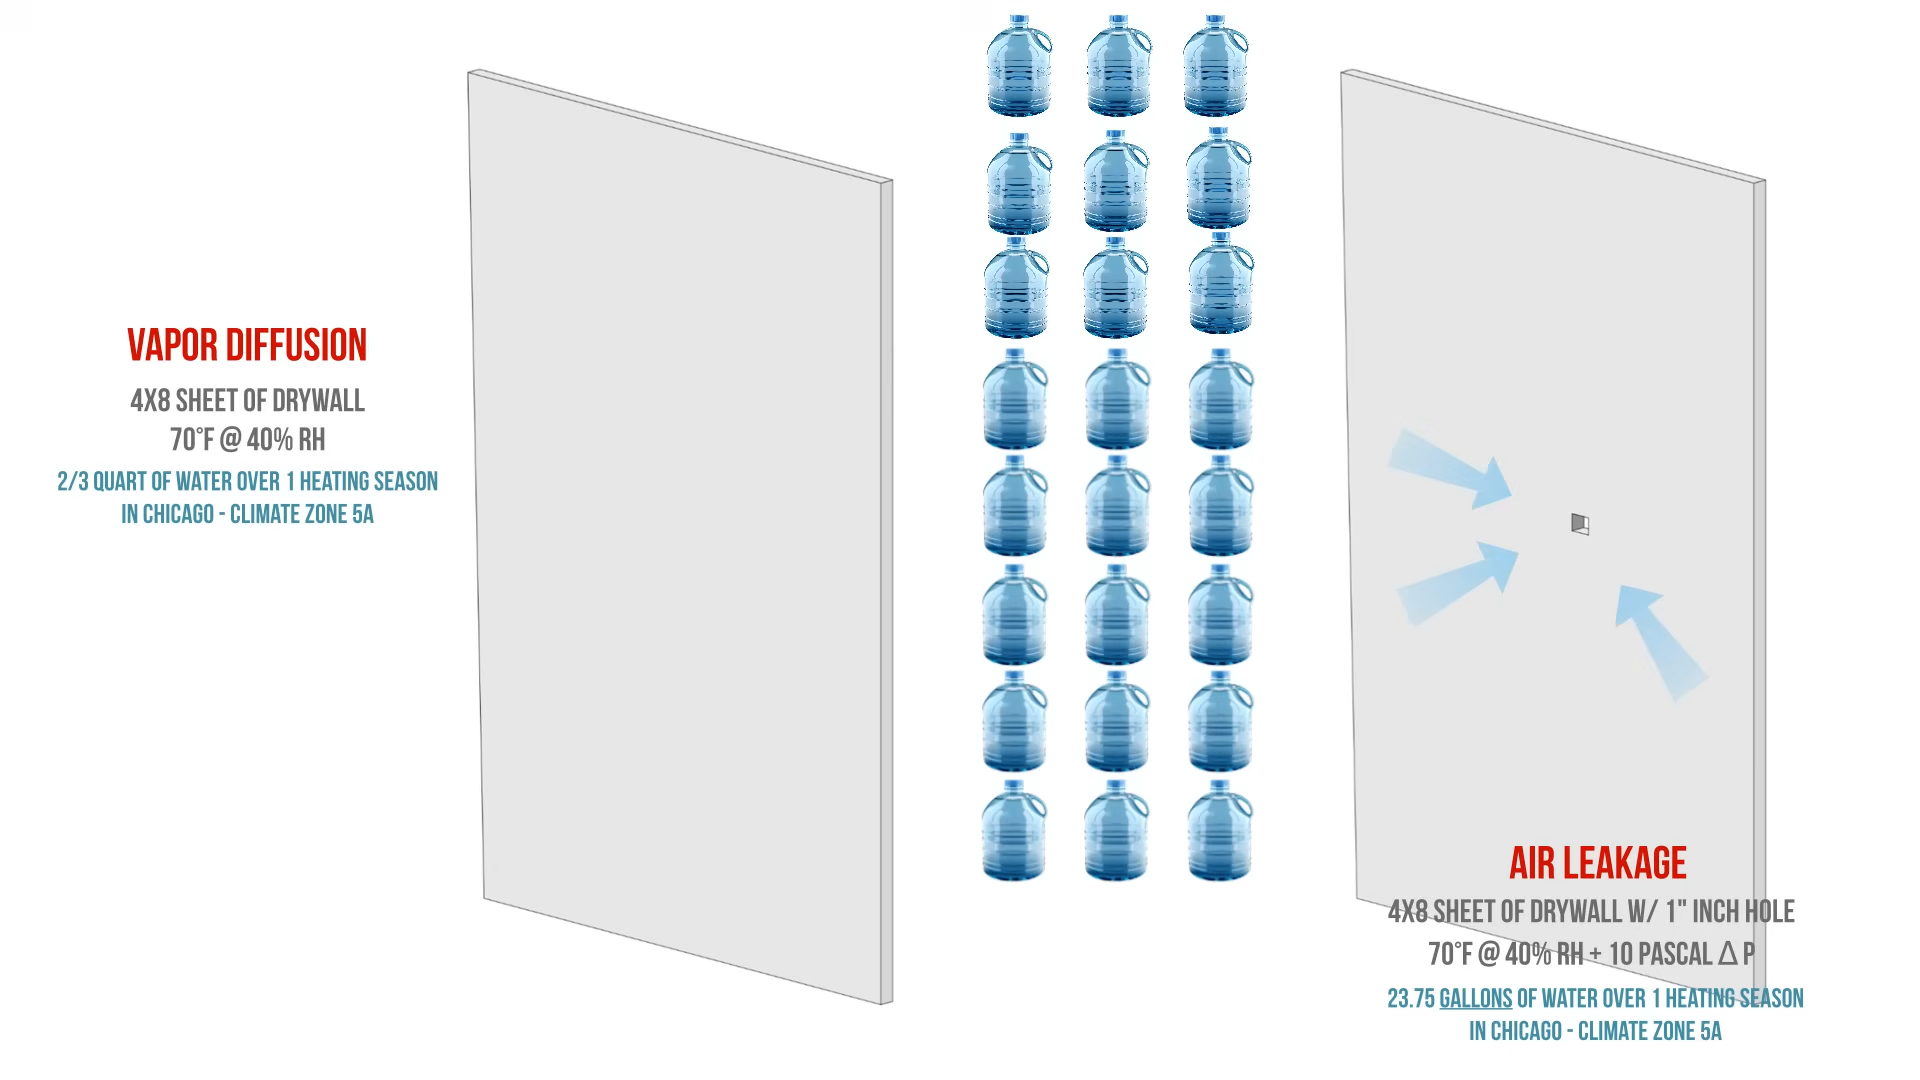 VAPOR DIFFUSION
4X8 SHEET OF DRYWALL
70°F @ 40% RH
2/3 QUART OF WATER OVER 1 HEATING SEASON
IN CHICAGO - CLIMATE ZONE 5A
AIR LEAKAGE
4X8 SHEET OF DRYWALL W/ 1" INCH HOLE
70°F @ 40% RH + 10 PASCAL Δ P
23.75 GALLONS OF WATER OVER 1 HEATING SEASON
IN CHICAGO - CLIMATE ZONE 5A